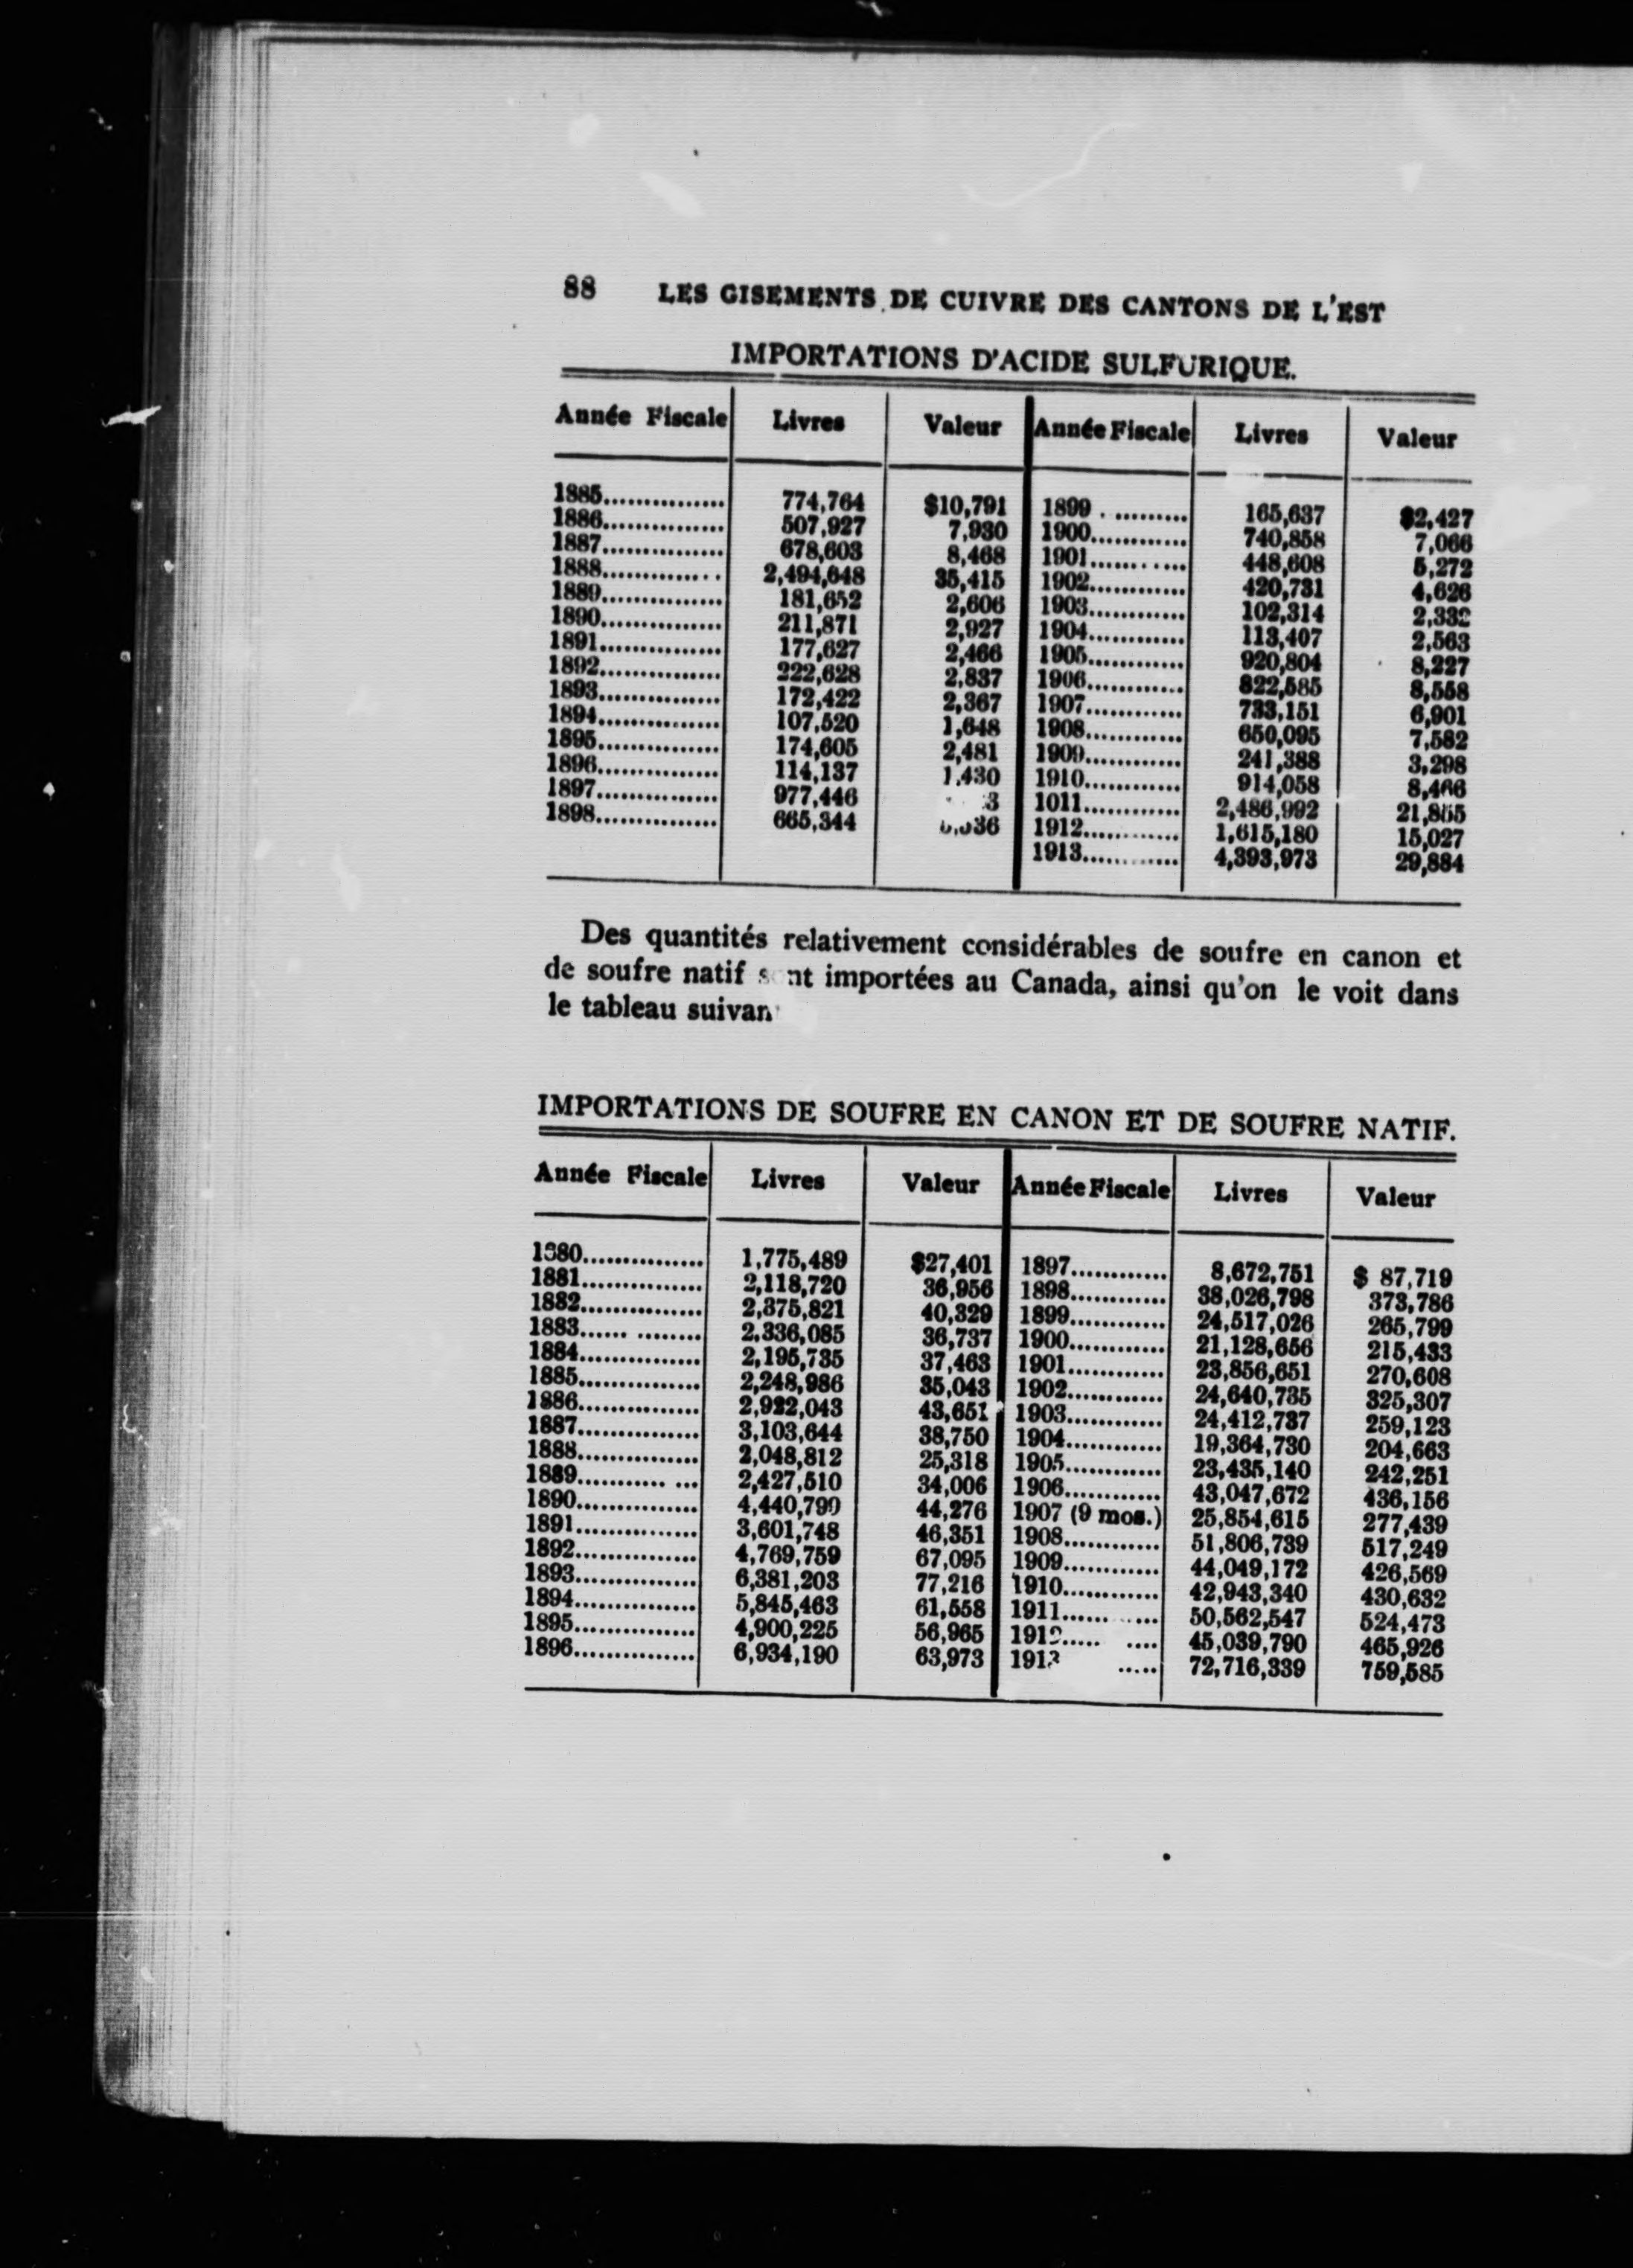 88 LES GISEMENTS DE CUIVRE DES CANTONS DE L'EST
IMPORTATIONS D'ACIDE SULFURIQUE.
Année Fiscale Livres Valeur Année Fiscale Livres Valeur
1885............... 774,764 $10,791 1899 . ......... 165,637 $2,427
1886............... 507,927 7,930 1900............ 740,858 7,066
1887............... 678,603 8,468 1901............ 448,608 5,272
1888............... 2,494,648 35,415 1902............ 420,731 4,626
1889............... 181,652 2,606 1903............ 102,314 2,332
1890............... 211,871 2,927 1904............ 113,407 2,563
1891............... 177,627 2,466 1905............ 920,804 8,227
1892............... 222,628 2,837 1906............ 822,585 8,558
1893............... 172,422 2,367 1907............ 733,151 6,901
1894............... 107,520 1,648 1908............ 650,095 7,582
1895............... 174,605 2,481 1909............ 241,388 3,298
1896............... 114,137 1.430 1910............ 914,058 8,466
1897............... 977,446 1011............ 2,486,992 21,855
1898............... 665,344 1912............ 1,615,180 15,027
1913............ 4,393,973 29,884
Des quantités relativement considérables de soufre en canon et
de soufre natif sont importées au Canada, ainsi qu'on le voit dans
le tableau suivan
IMPORTATIONS DE SOUFRE EN CANON ET DE SOUFRE NATIF.
Année Fiscale Livres Valeur Année Fiscale Livres Valeur
1880............... 1,775,489 $27,401 1897............ 8,672,751 $ 87,719
1881............... 2,118,720 36,956 1898............ 38,026,798 373,786
1882............... 2,375,821 40,329 1899............ 24,517,026 265,799
1883...... ........ 2,336,085 36,737 1900............ 21,128,656 215,433
1884............... 2,195,735 37,463 1901............ 23,856,651 270,608
1885............... 2,248,986 35,043 1902............ 24,640,735 325,307
1886............... 2,922,043 43,651 1903............ 24,412,737 259,123
1887............... 3,103,644 38,750 1904............ 19,364,730 204,663
1888............... 2,048,812 25,318 1905............ 23,435,140 242,251
1889........... ... 2,427,510 34,006 1906............ 43,047,672 436,156
1890............... 4,440,799 44,276 1907 (9 mos.) 25,854,615 277,439
1891............... 3,601,748 46,351 1908............ 51,806,739 517,249
1892............... 4,769,759 67,095 1909............ 44,049,172 426,569
1893............... 6,381,203 77,216 1910............ 42,943,340 430,632
1894............... 5,845,463 61,558 1911...... ..... 50,562,547 524,473
1895............... 4,900,225 56,965 1912..... .... 45,039,790 465,926
1896............... 6,934,190 63,973 1913 ..... 72,716,339 759,585